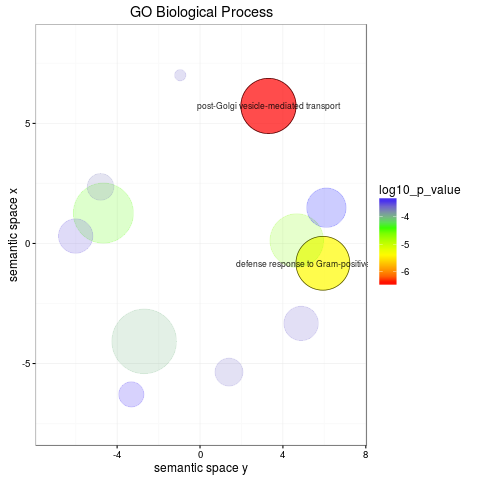 GO Biological Process
post-Golgi vesicle-mediated transport
defense response to Gram-positive
semantic space x
semantic space y
5
0
-5
-4
0
4
8
log10_p_value
-4
-5
-6